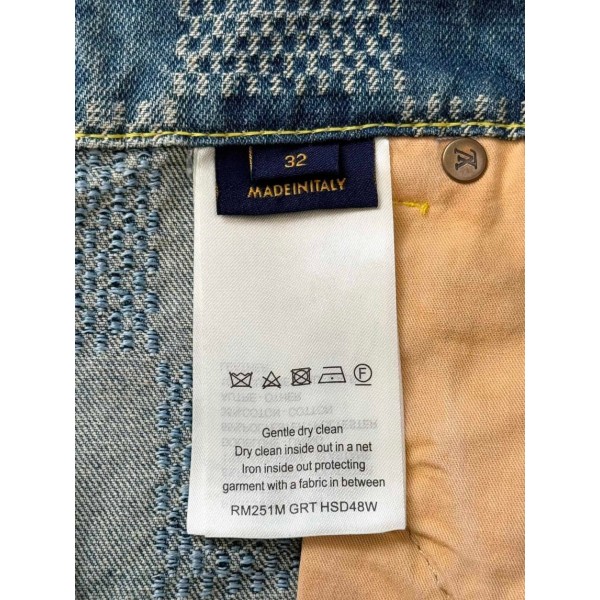 32
MADEINITALY
LV
F
Gentle dry clean
Dry clean inside out in a net
Iron inside out protecting
garment with a fabric in between
RM251M GRT HSD48W